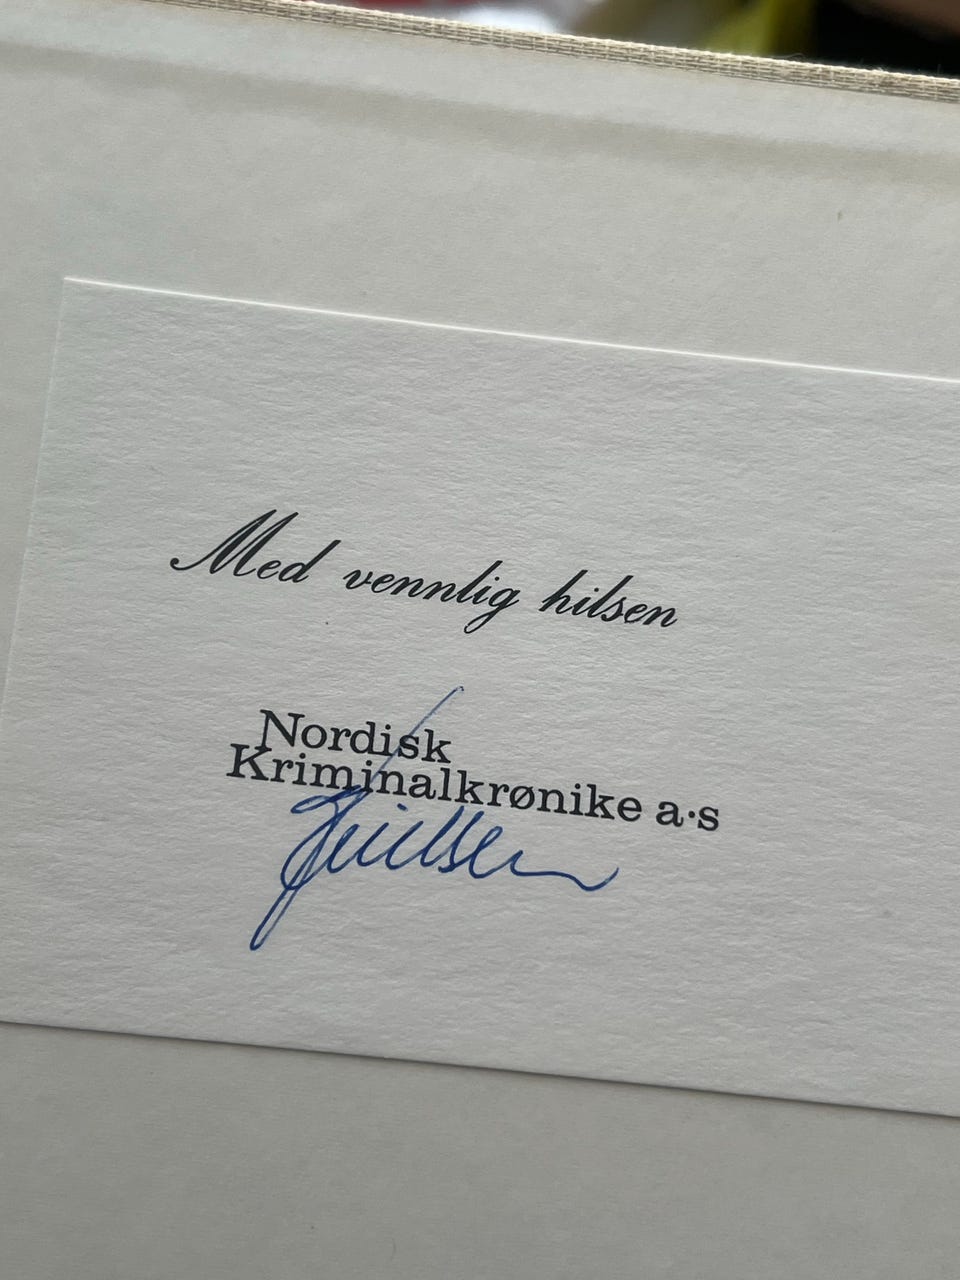 Med vennlig hilsen
Nordisk
Kriminalkrønike a·s